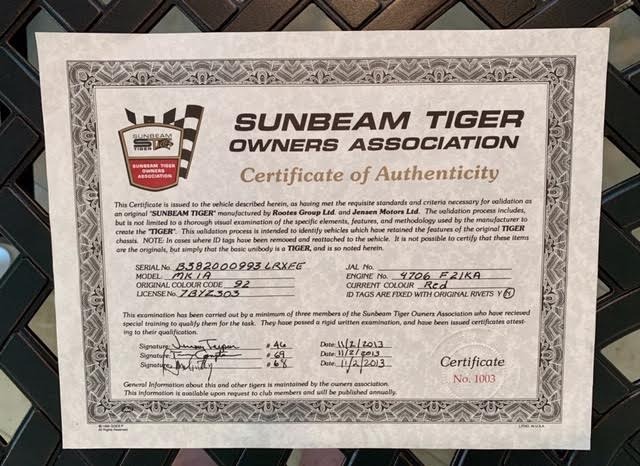 SUNBEAM TIGER
OWNERS ASSOCIATION
Certificate of Authenticity
SUNBEAM
TIGER
SUNBEAM TIGER
OWNERS
ASSOCIATION
This Certificate is issued to the vehicle described herein, as having met the requisite standards and criteria necessary for validation as
an original "SUNBEAM TIGER" manufactured by Rootes Group Ltd. and Jensen Motors Ltd. The validation process includes,
but is not limited to a thorough visual examination of the specific elements, features, and methodology used by the manufacturer to
create the "TIGER". This validation is intended to identify vehicles which have retained the features of the original TIGER
chassis. NOTE: In cases where ID tags have been removed and reattached to the vehicle. It is not possible to certify that these items
are the originals, but simply that the basic unibody is a TIGER, and is so noted herein.
SERIAL No. B382000993 LRXFE JAL No.
MODEL MK1A ENGINE No. 4706 F21KA
ORIGINAL COLOUR CODE 92 CURRENT COLOUR Red
LICENSE No. 7BYZ303 ID TAGS ARE FIXED WITH ORIGINAL RIVETS Y N
This examination has been carried out by a minimum of three members of the Sunbeam Tiger Owners Association who have recieved
special training to qualify them for the task. They have passed a rigid written examination, and have been issued certificates attest-
ing to their qualification.
Signature # 46 Date 11/2/2013
Signature # 69 Date 11/2/2013
Signature # 68 Date 11/2/2013
Certificate
No. 1003
General Information about this and other tigers is maintained by the owners association.
This information is available upon request to club members and will be published annually.
All Rights Reserved
LITHO. IN U.S.A.